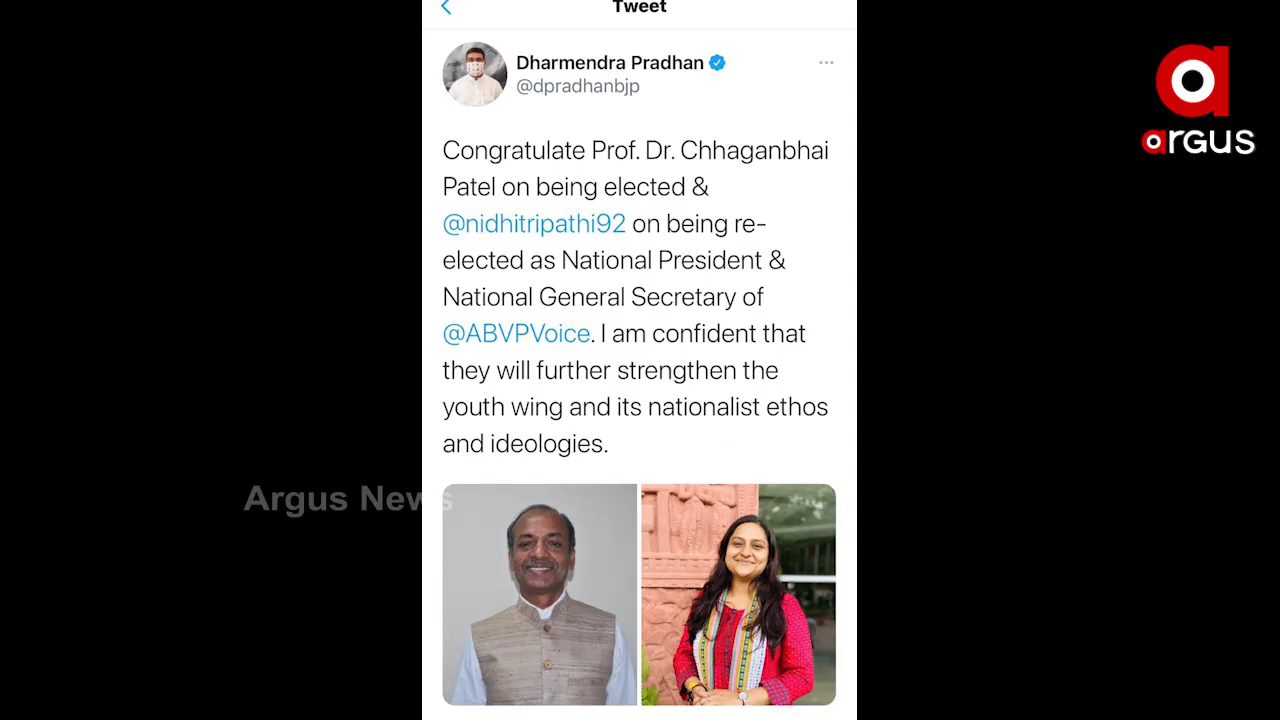 Tweet
Dharmendra Pradhan
@dpradhanbjp
argus
Congratulate Prof. Dr. Chhaganbhai
Patel on being elected &
@nidhitripathi92 on being re-
elected as National President &
National General Secretary of
@ABVPVoice. I am confident that
they will further strengthen the
youth wing and its nationalist ethos
and ideologies.
Argus News